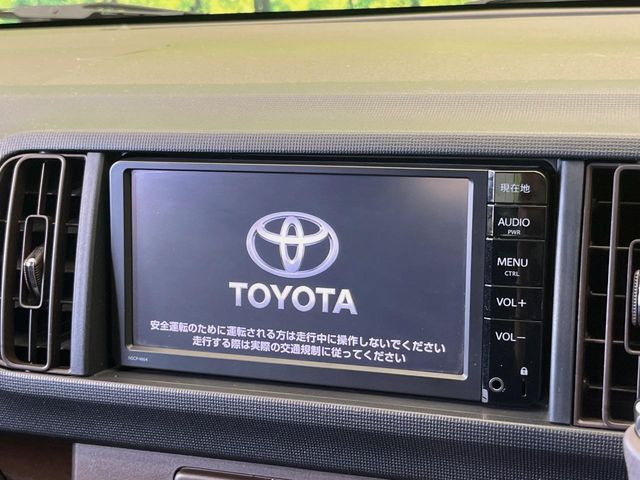 現在地
AUDIO
PWR
MENU
CTRL
VOL+
VOL−
TOYOTA
安全運転のために運転される方は走行中に操作しないでください
走行する際は実際の交通規制に従ってください
NSCP-W64